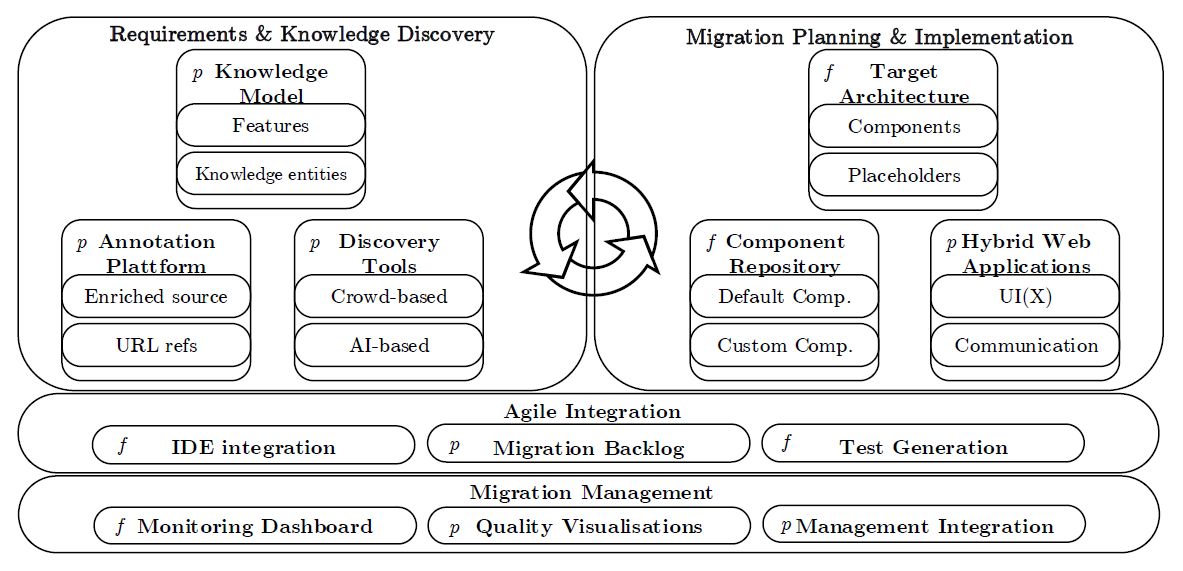 Requirements & Knowledge Discovery
p Knowledge
Model
Features
Knowledge entities
p Annotation
Plattform
Enriched source
URL refs
p Discovery
Tools
Crowd-based
AI-based
Migration Planning & Implementation
f Target
Architecture
Components
Placeholders
f Component
Repository
Default Comp.
Custom Comp.
p Hybrid Web
Applications
UI(X)
Communication
Agile Integration
f IDE integration
p Migration Backlog
f Test Generation
Migration Management
f Monitoring Dashboard
p Quality Visualisations
p Management Integration